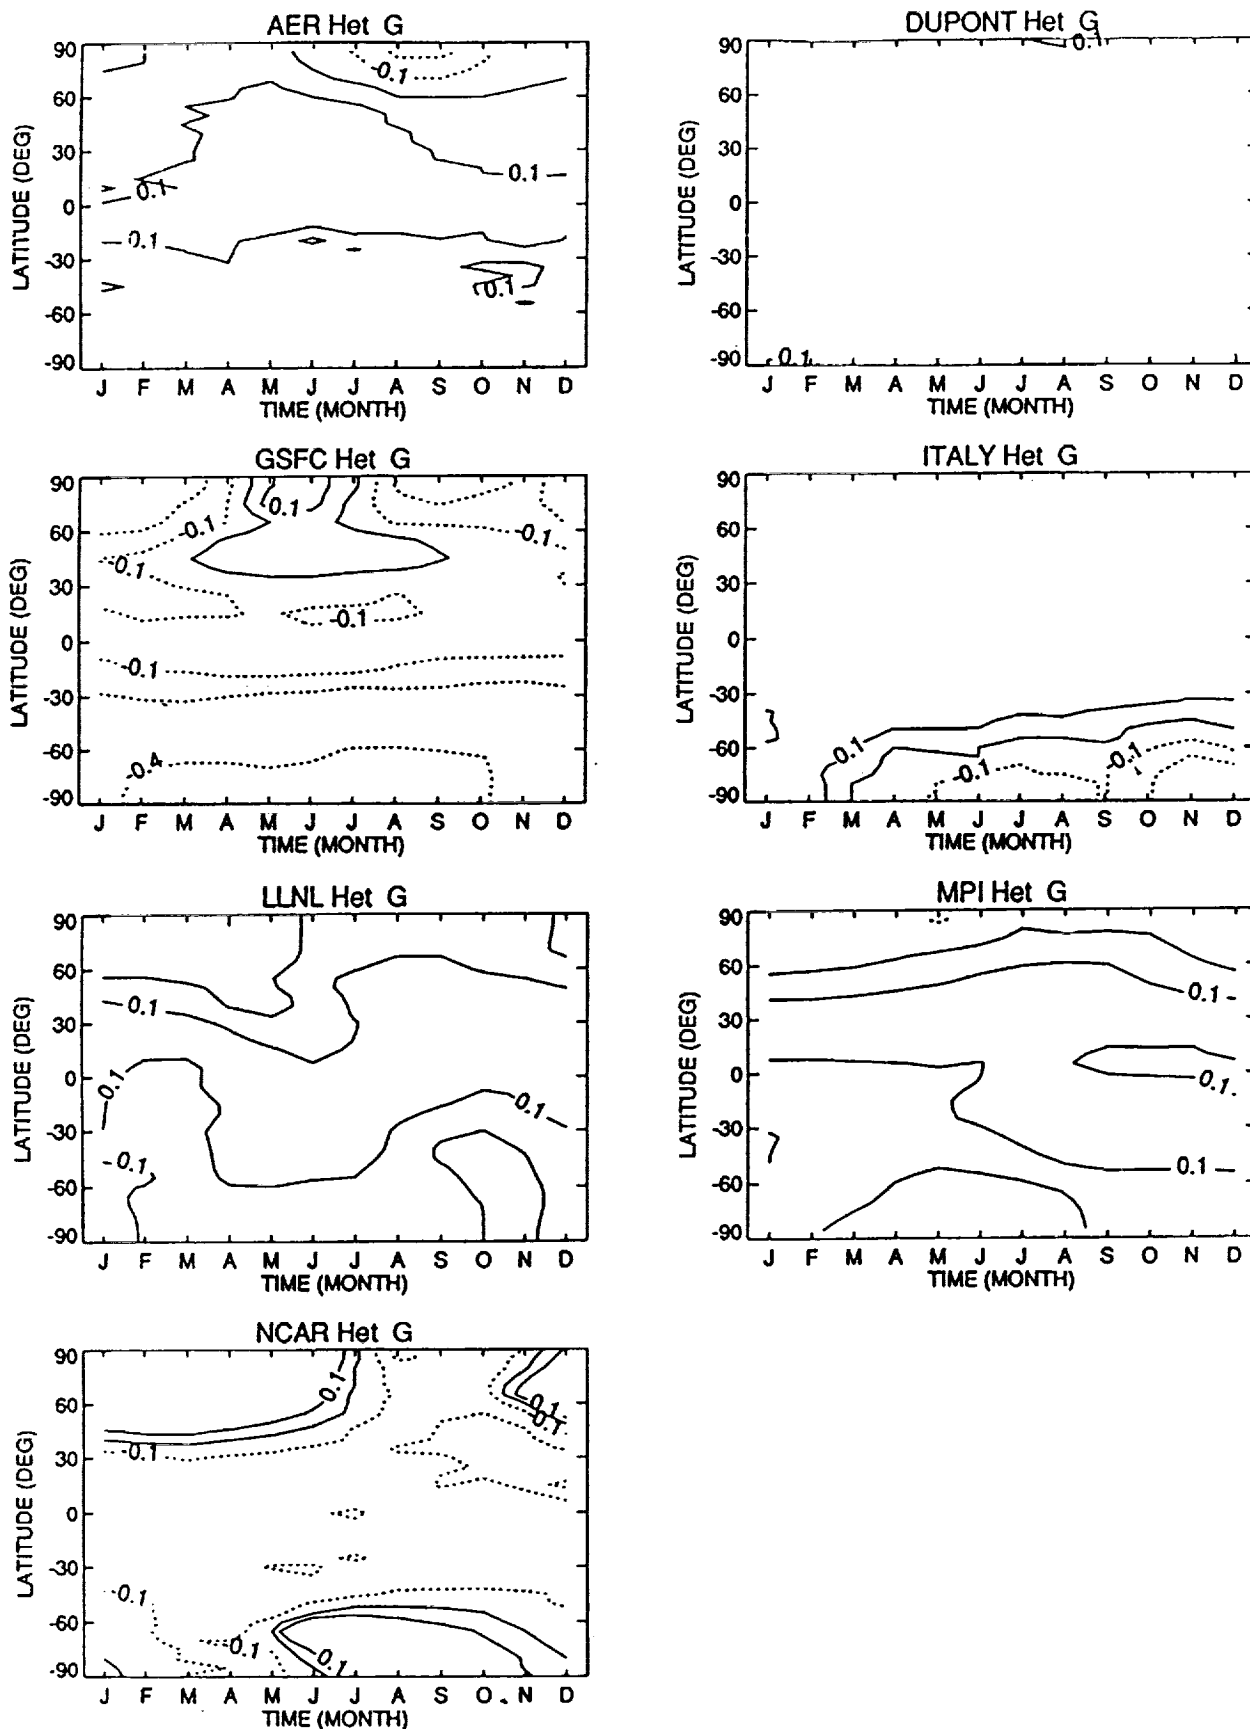 AER Het G
90
60
30
0
-30
-60
-90
LATITUDE (DEG)
-0.1
0.1
0.1
0.1
0.1
J F M A M J J A S O N D
TIME (MONTH)
DUPONT Het G
90
60
30
0
-30
-60
-90
LATITUDE (DEG)
0.1
0.1
J F M A M J J A S O N D
TIME (MONTH)
GSFC Het G
90
60
30
0
-30
-60
-90
LATITUDE (DEG)
0.1
-0.1
-0.1
-0.1
-0.1
-0.1
-0.4
J F M A M J J A S O N D
TIME (MONTH)
ITALY Het G
90
60
30
0
-30
-60
-90
LATITUDE (DEG)
0.1
-0.1
-0.1
J F M A M J J A S O N D
TIME (MONTH)
LLNL Het G
90
60
30
0
-30
-60
-90
LATITUDE (DEG)
0.1
0.1
0.1
0.1
J F M A M J J A S O N D
TIME (MONTH)
MPI Het G
90
60
30
0
-30
-60
-90
LATITUDE (DEG)
0.1
0.1
0.1
J F M A M J J A S O N D
TIME (MONTH)
NCAR Het G
90
60
30
0
-30
-60
-90
LATITUDE (DEG)
0.1
0.1
-0.1
-0.1
-0.1
-0.1
0.1
J F M A M J J A S O N D
TIME (MONTH)